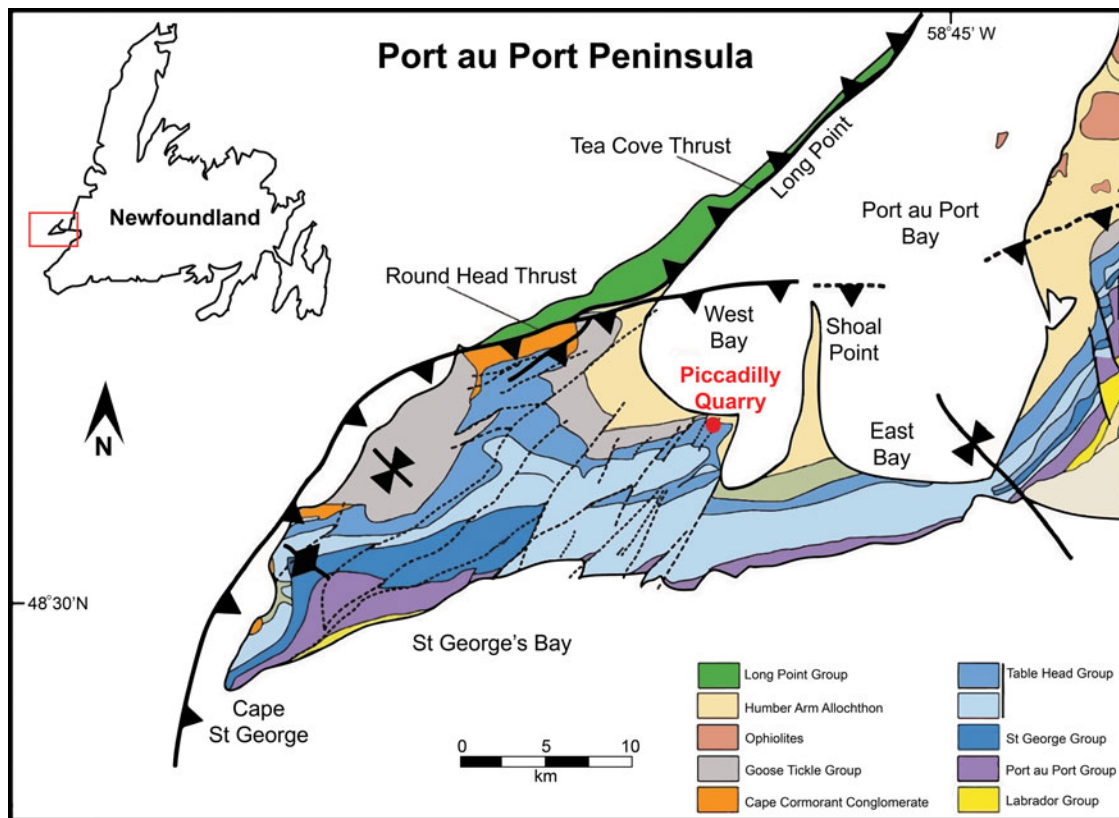 Port au Port Peninsula
58°45' W
Tea Cove Thrust
Long Point
Newfoundland
Port au Port
Bay
Round Head Thrust
West
Bay
Shoal
Point
Piccadilly
Quarry
N
East
Bay
48°30'N
St George's Bay
Cape
St George
0 5 10
km
Long Point Group
Humber Arm Allochthon
Ophiolites
Goose Tickle Group
Cape Cormorant Conglomerate
Table Head Group
St George Group
Port au Port Group
Labrador Group